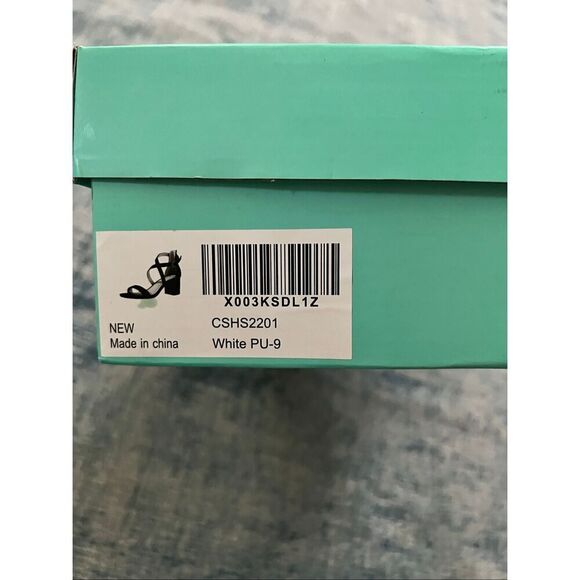 X003KSDL1Z
NEW
CSHS2201
Made in china
White PU-9